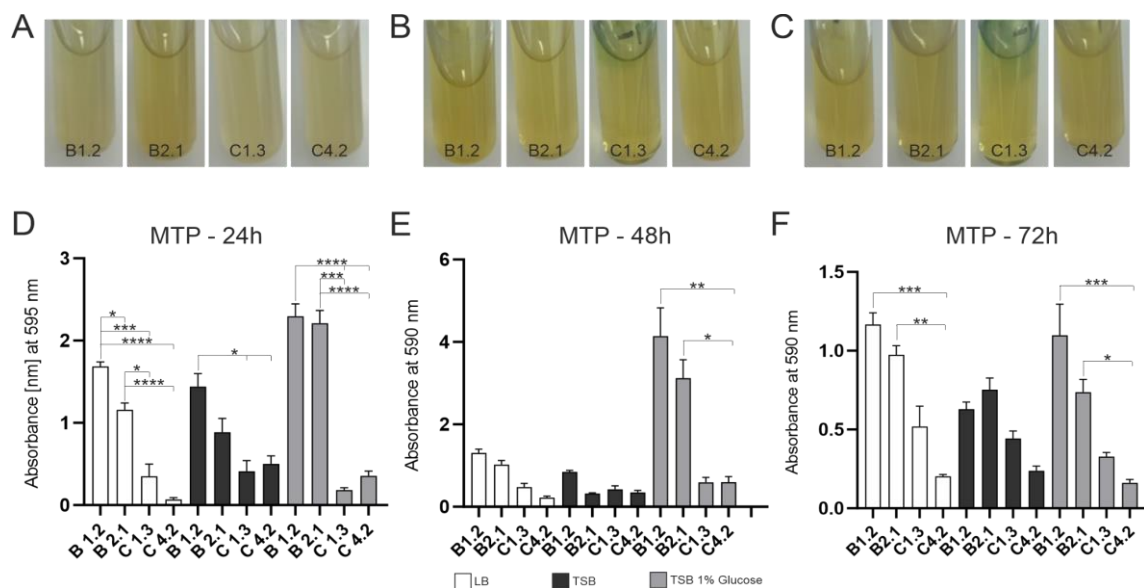 A
B
C
B1.2 B2.1 C1.3 C4.2
B1.2 B2.1 C1.3 C4.2
B1.2 B2.1 C1.3 C4.2
D
MTP - 24h
Absorbance [nm] at 595 nm
3
2
1
0
****
***
****
*
***
****
*
****
*
B 1.2 B 2.1 C 1.3 C 4.2 B 1.2 B 2.1 C 1.3 C 4.2 B 1.2 B 2.1 C 1.3 C 4.2
E
MTP - 48h
Absorbance at 590 nm
6
4
2
0
**
*
B1.2 B2.1 C1.3 C4.2 B1.2 B2.1 C1.3 C4.2 B1.2 B2.1 C1.3 C4.2
F
MTP - 72h
Absorbance at 590 nm
1.5
1.0
0.5
0.0
***
**
***
*
B1.2 B2.1 C1.3 C4.2 B1.2 B2.1 C1.3 C4.2 B1.2 B2.1 C1.3 C4.2
LB TSB TSB 1% Glucose